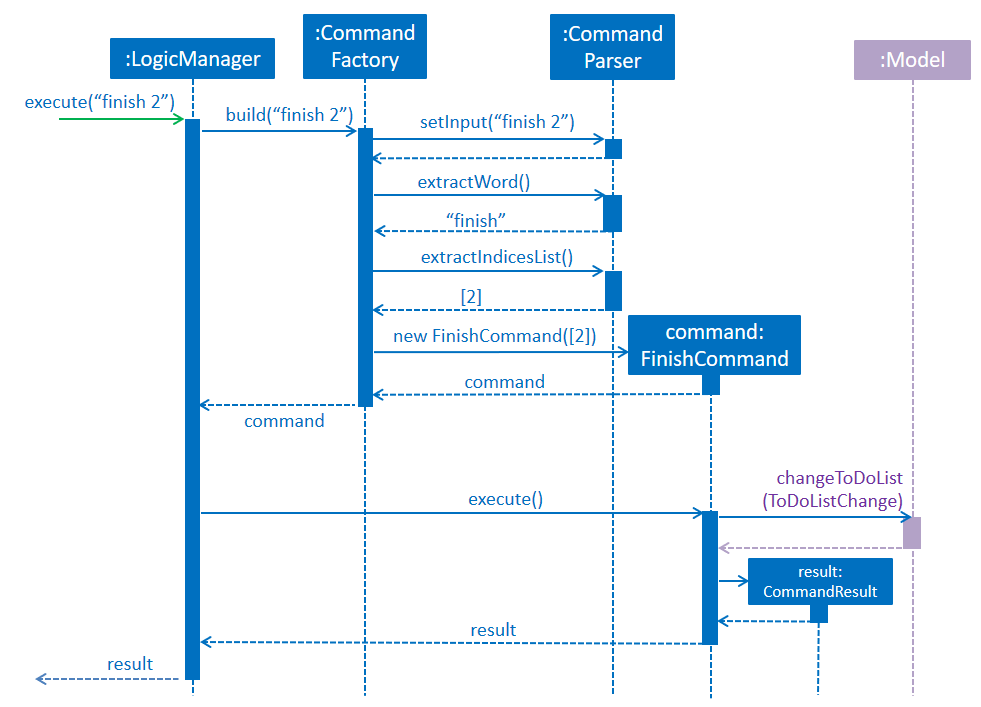 :LogicManager
:Command
Factory
:Command
Parser
:Model
execute(“finish 2”)
build(“finish 2”)
setInput(“finish 2”)
extractWord()
“finish”
extractIndicesList()
[2]
new FinishCommand([2])
command:
FinishCommand
command
command
changeToDoList
(ToDoListChange)
execute()
result:
CommandResult
result
result